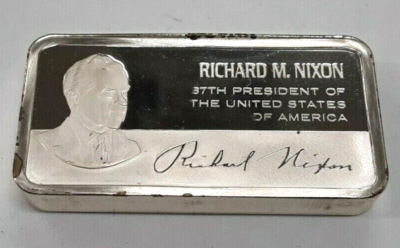 RICHARD M. NIXON
37TH PRESIDENT OF
THE UNITED STATES
OF AMERICA
Richard Nixon